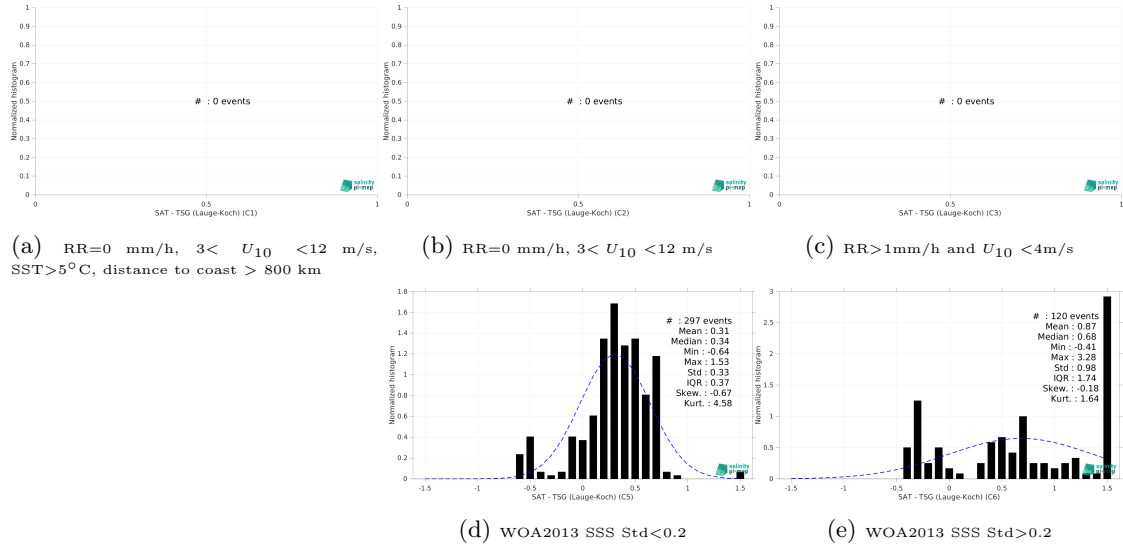 Normalized histogram
1
0.9
0.8
0.7
0.6
0.5
0.4
0.3
0.2
0.1
0
# : 0 events
salinity
pi-mep
0 0.5 1
SAT - TSG (Lauge-Koch) (C1)
(a) RR=0 mm/h, 3< U10 <12 m/s,
SST>5°C, distance to coast > 800 km
Normalized histogram
1
0.9
0.8
0.7
0.6
0.5
0.4
0.3
0.2
0.1
0
# : 0 events
salinity
pi-mep
0 0.5 1
SAT - TSG (Lauge-Koch) (C2)
(b) RR=0 mm/h, 3< U10 <12 m/s
Normalized histogram
1
0.9
0.8
0.7
0.6
0.5
0.4
0.3
0.2
0.1
0
# : 0 events
salinity
pi-mep
0 0.5 1
SAT - TSG (Lauge-Koch) (C3)
(c) RR>1mm/h and U10 <4m/s
Normalized histogram
1.8
1.6
1.4
1.2
1
0.8
0.6
0.4
0.2
0
# : 297 events
Mean : 0.31
Median : 0.34
Min : -0.64
Max : 1.53
Std : 0.33
IQR : 0.37
Skew. : -0.67
Kurt. : 4.58
salinity
pi-mep
-1.5 -1 -0.5 0 0.5 1 1.5
SAT - TSG (Lauge-Koch) (C5)
(d) WOA2013 SSS Std<0.2
Normalized histogram
3
2.5
2
1.5
1
0.5
0
# : 120 events
Mean : 0.87
Median : 0.68
Min : -0.41
Max : 3.28
Std : 0.98
IQR : 1.74
Skew. : -0.18
Kurt. : 1.64
salinity
pi-mep
-1.5 -1 -0.5 0 0.5 1 1.5
SAT - TSG (Lauge-Koch) (C6)
(e) WOA2013 SSS Std>0.2